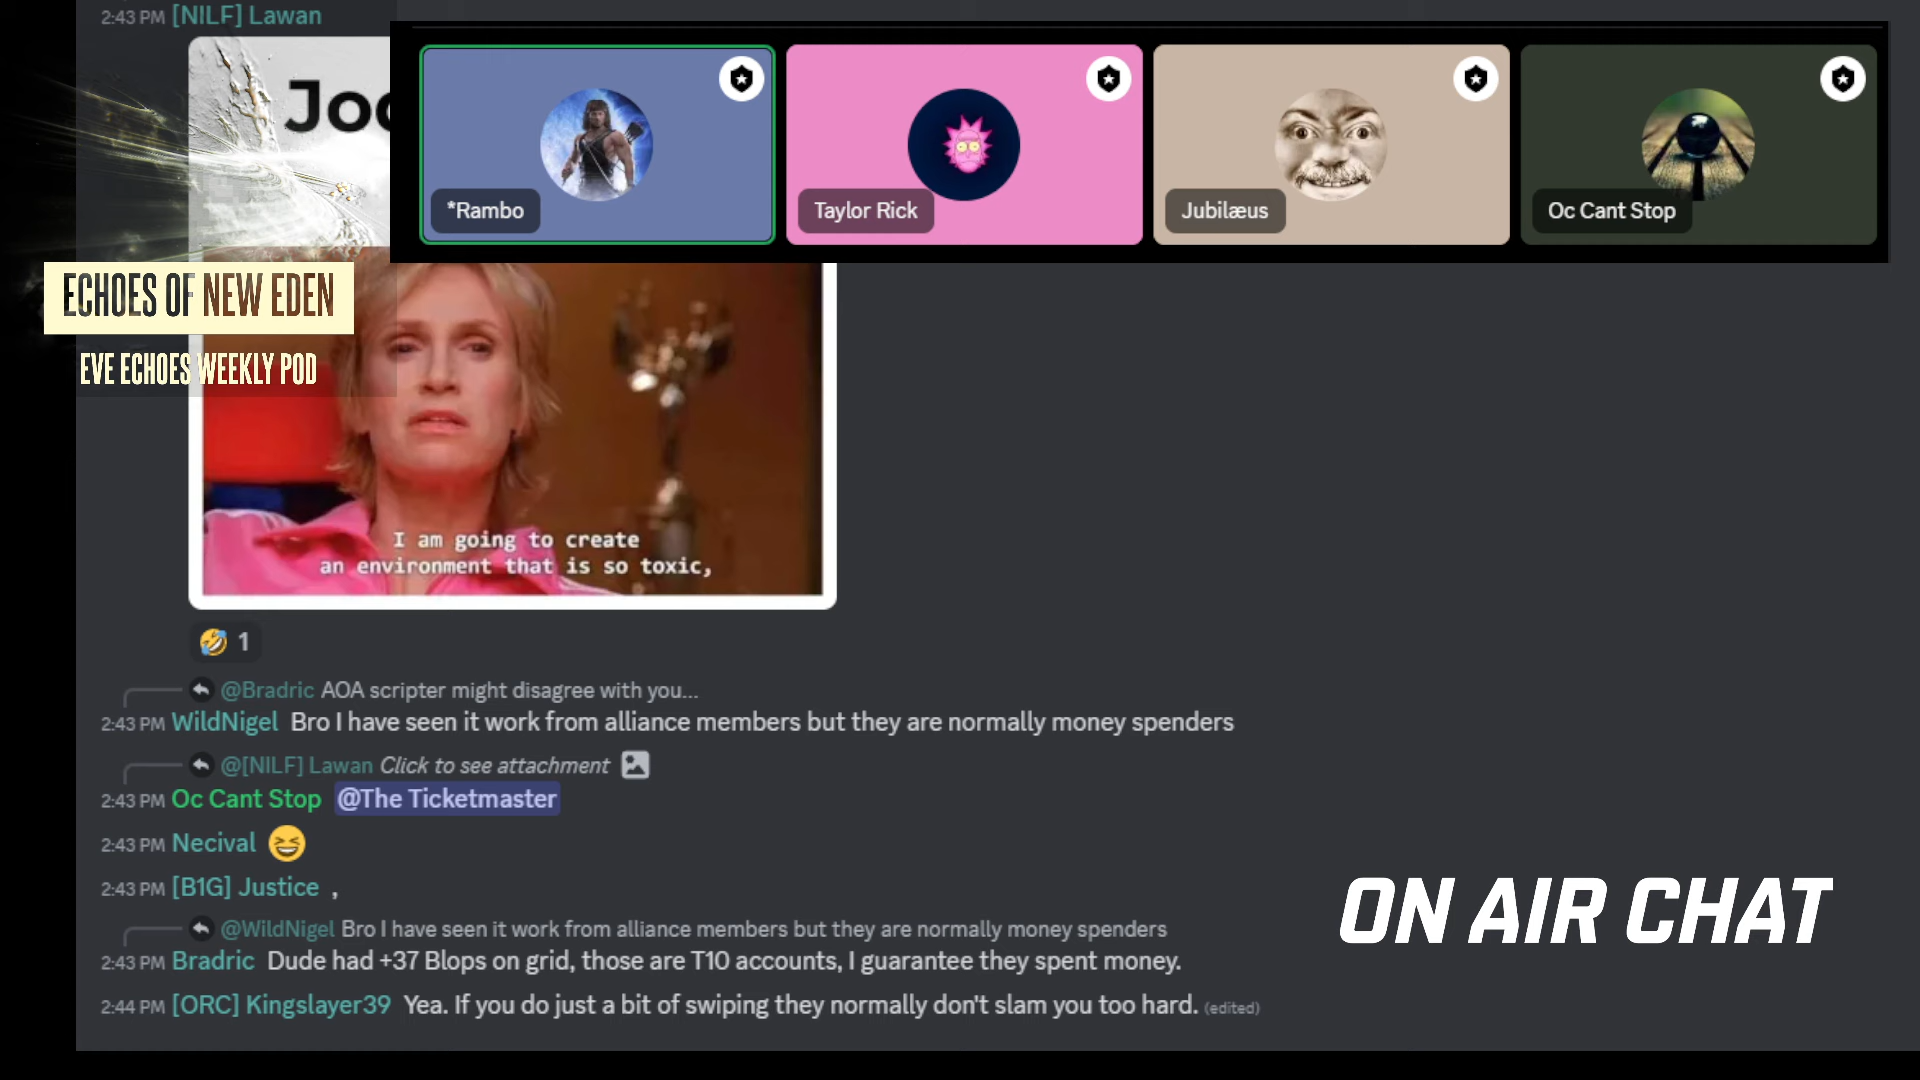 2:43 PM [NILF] Lawan
*Rambo
Taylor Rick
Jubilæus
Oc Cant Stop
ECHOES OF NEW EDEN
EVE ECHOES WEEKLY POD
I am going to create
an environment that is so toxic,
🤣 1
@Bradric AOA scripter might disagree with you...
2:43 PM WildNigel Bro I have seen it work from alliance members but they are normally money spenders
@[NILF] Lawan Click to see attachment
2:43 PM Oc Cant Stop @The Ticketmaster
2:43 PM Necival 😆
2:43 PM [B1G] Justice ,
@WildNigel Bro I have seen it work from alliance members but they are normally money spenders
2:43 PM Bradric Dude had +37 Blops on grid, those are T10 accounts, I guarantee they spent money.
2:44 PM [ORC] Kingslayer39 Yea. If you do just a bit of swiping they normally don't slam you too hard. (edited)
ON AIR CHAT